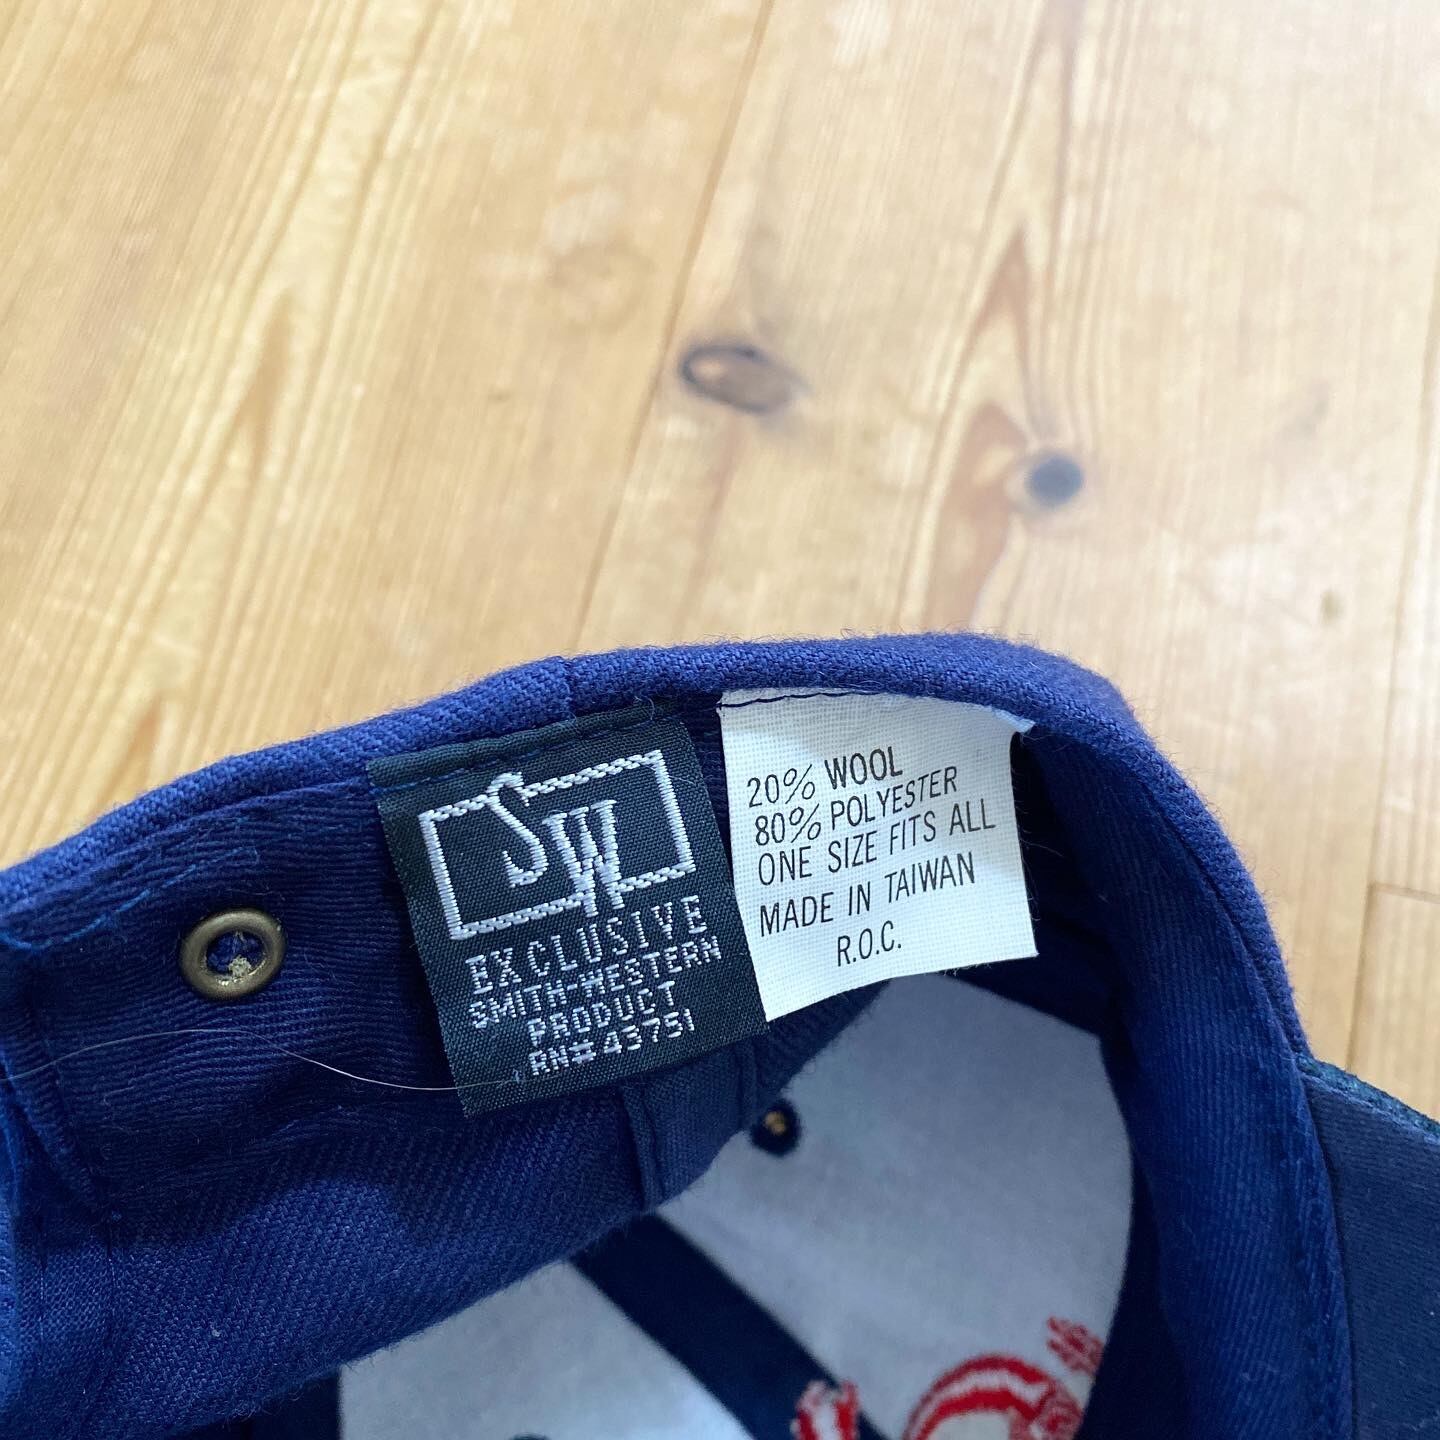 SW
EXCLUSIVE
SMITH-WESTERN
PRODUCT
RN#43751
20% WOOL
80% POLYESTER
ONE SIZE FITS ALL
MADE IN TAIWAN
R.O.C.